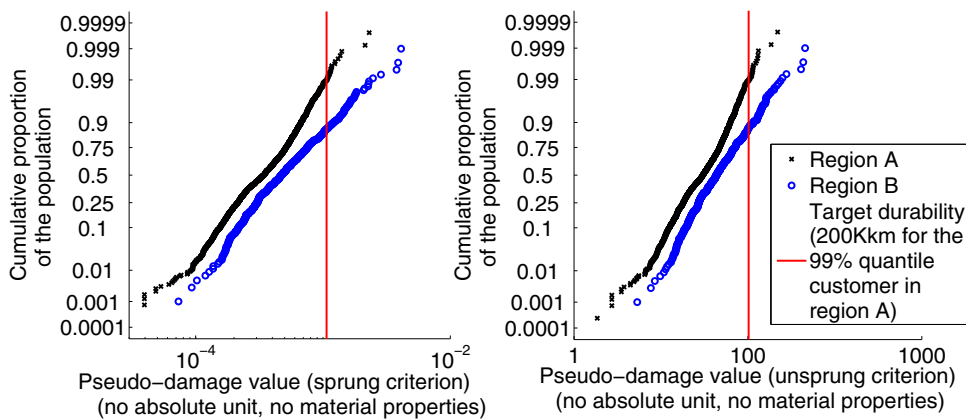 Cumulative proportion
of the population
0.9999
0.999
0.99
0.9
0.75
0.5
0.25
0.1
0.01
0.001
0.0001
10−4
10−2
Pseudo-damage value (sprung criterion)
(no absolute unit, no material properties)
Cumulative proportion
of the population
0.9999
0.999
0.99
0.9
0.75
0.5
0.25
0.1
0.01
0.001
0.0001
1
100
1000
Pseudo-damage value (unsprung criterion)
(no absolute unit, no material properties)
Region A
Region B
Target durability
(200Kkm for the
99% quantile
customer in
region A)